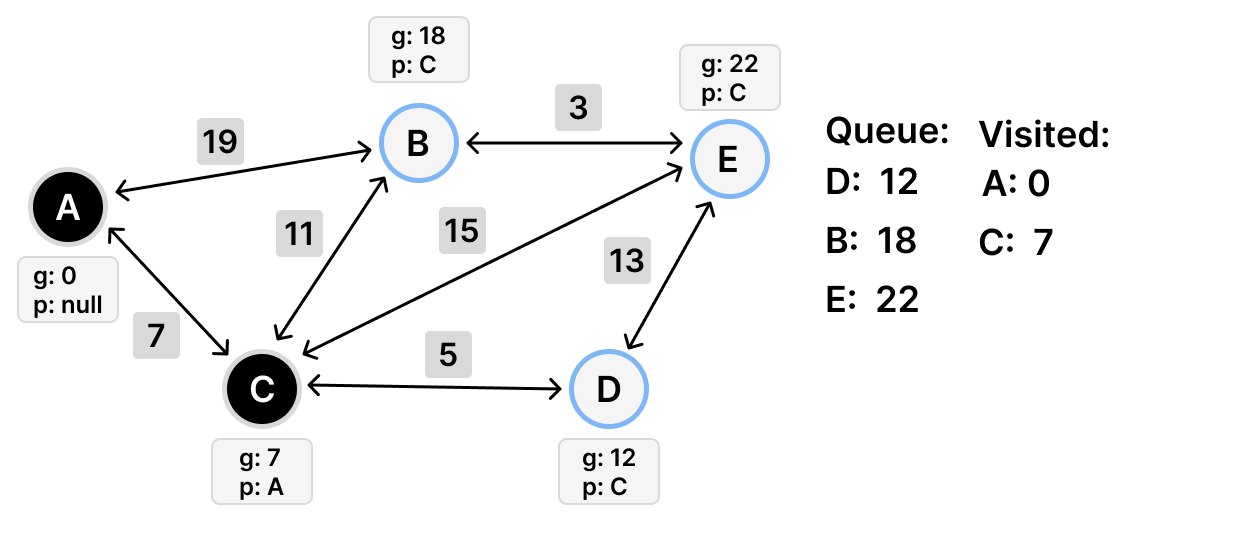 g: 18
p: C
g: 22
p: C
3
19
B
E
A
11
15
13
g: 0
p: null
7
5
C
D
g: 7
p: A
g: 12
p: C
Queue:
D: 12
B: 18
E: 22
Visited:
A: 0
C: 7